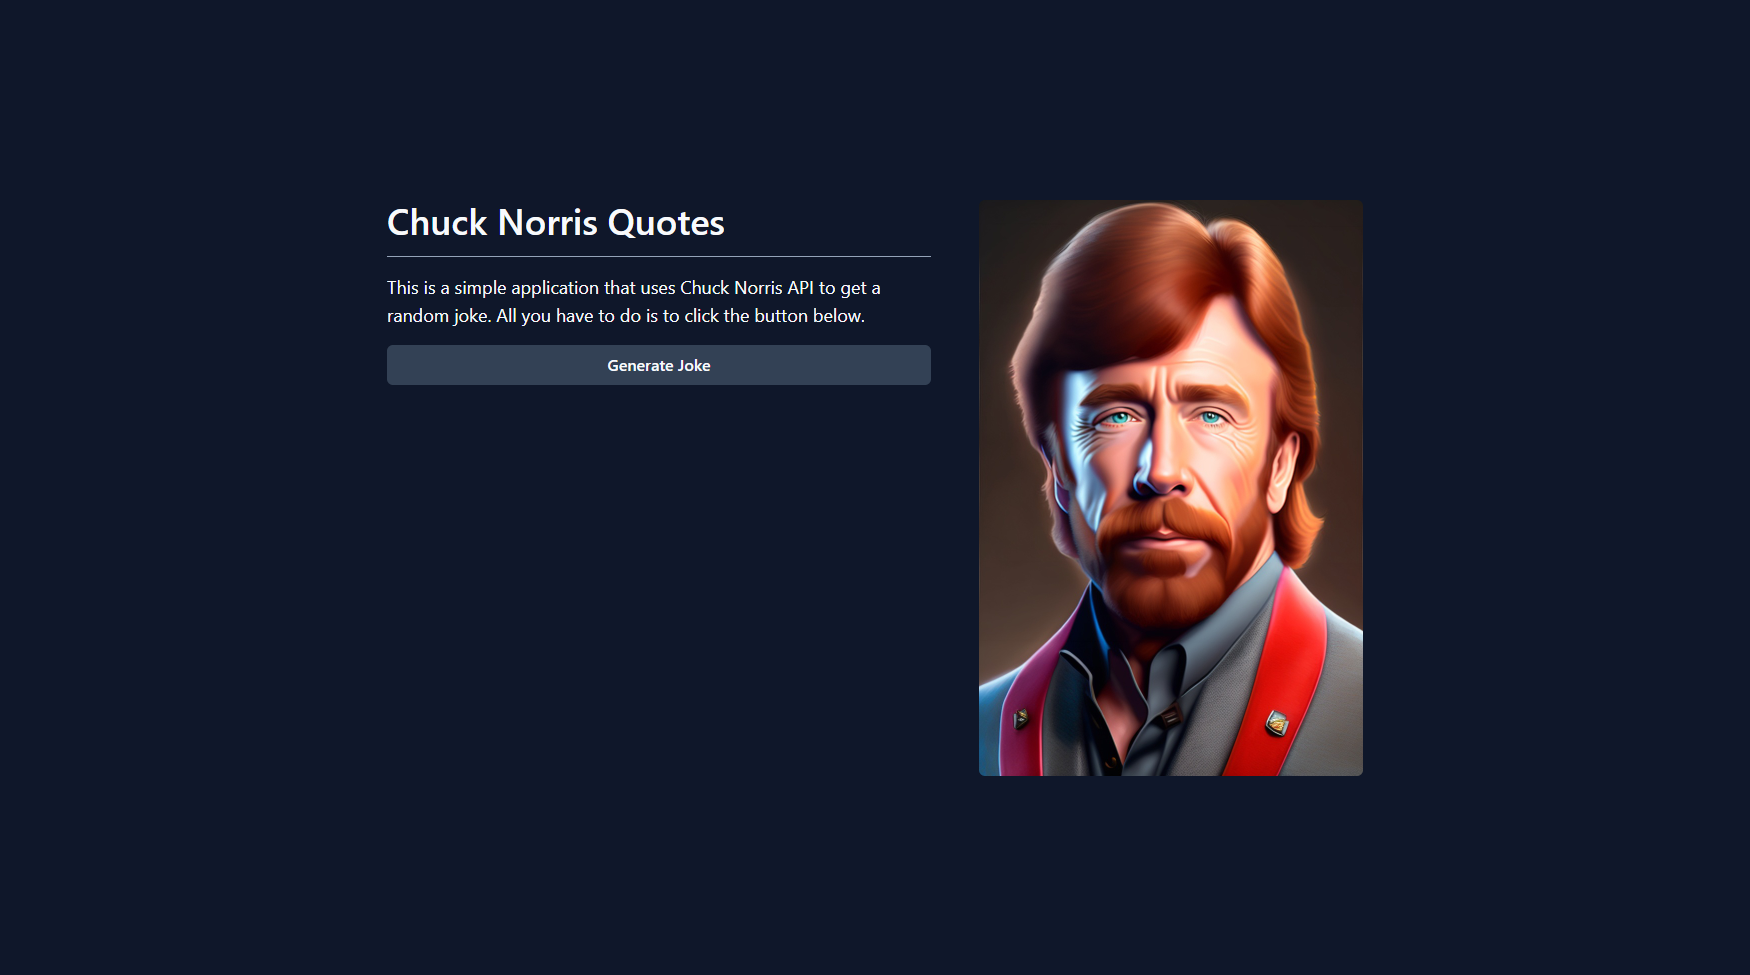 Chuck Norris Quotes
This is a simple application that uses Chuck Norris API to get a
random joke. All you have to do is to click the button below.
Generate Joke